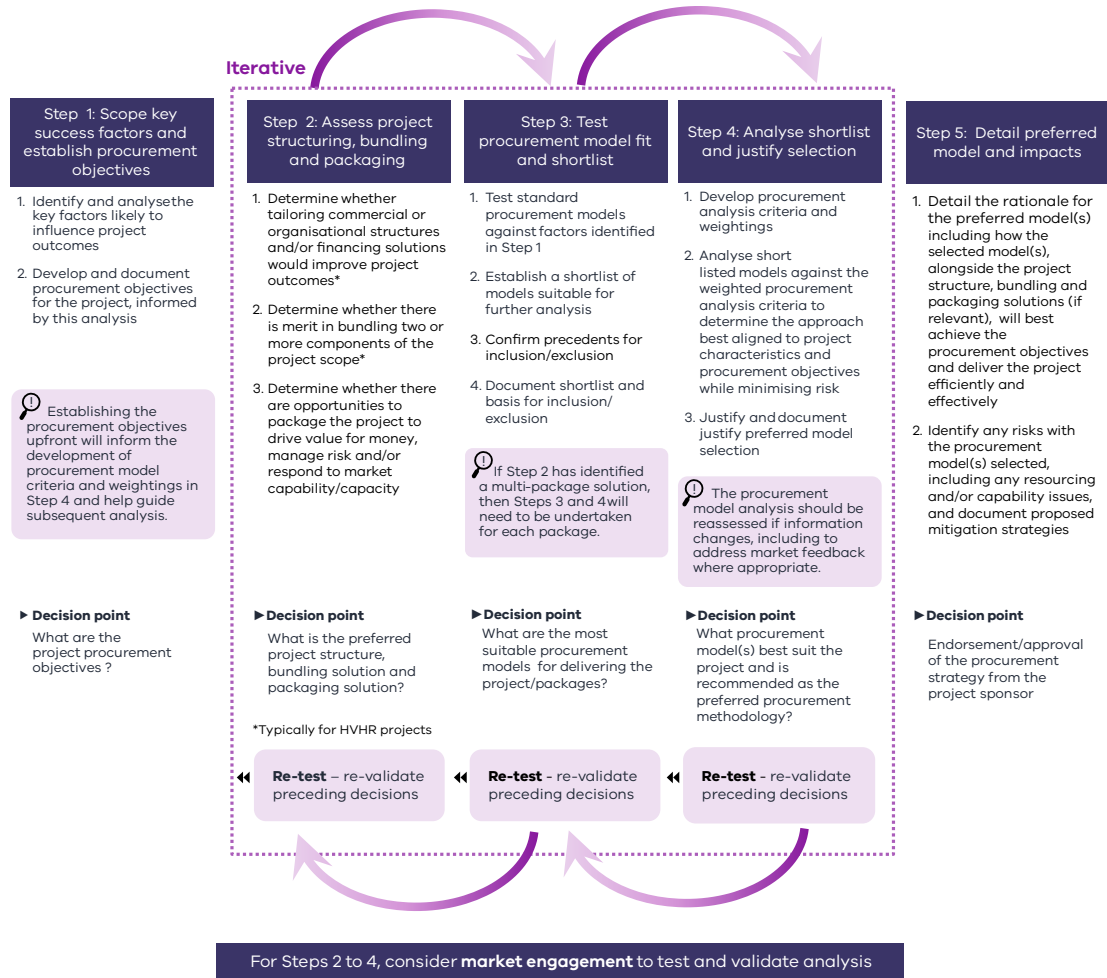 Iterative
Step 1: Scope key
success factors and
establish procurement
objectives
1. Identify and analysethe
key factors likely to
influence project
outcomes
2. Develop and document
procurement objectives
for the project, informed
by this analysis
Establishing the
procurement objectives
upfront will inform the
development of
procurement model
criteria and weightings in
Step 4 and help guide
subsequent analysis.
▶ Decision point
What are the
project procurement
objectives ?
Step 2: Assess project
structuring, bundling
and packaging
1. Determine whether
tailoring commercial or
organisational structures
and/or financing solutions
would improve project
outcomes*
2. Determine whether there
is merit in bundling two or
more components of the
project scope*
3. Determine whether there
are opportunities to
package the project to
drive value for money,
manage risk and/or
respond to market
capability/capacity
▶Decision point
What is the preferred
project structure,
bundling solution and
packaging solution?
*Typically for HVHR projects
Re-test – re-validate
preceding decisions
Step 3: Test
procurement model fit
and shortlist
1. Test standard
procurement models
against factors identified
in Step 1
2. Establish a shortlist of
models suitable for
further analysis
3. Confirm precedents for
inclusion/exclusion
4. Document shortlist and
basis for inclusion/
exclusion
If Step 2 has identified
a multi-package solution,
then Steps 3 and 4will
need to be undertaken
for each package.
▶Decision point
What are the most
suitable procurement
models for delivering the
project/packages?
Re-test - re-validate
preceding decisions
Step 4: Analyse shortlist
and justify selection
1. Develop procurement
analysis criteria and
weightings
2. Analyse short
listed models against the
weighted procurement
analysis criteria to
determine the approach
best aligned to project
characteristics and
procurement objectives
while minimising risk
3. Justify and document
justify preferred model
selection
The procurement
model analysis should be
reassessed if information
changes, including to
address market feedback
where appropriate.
▶Decision point
What procurement
model(s) best suit the
project and is
recommended as the
preferred procurement
methodology?
Re-test - re-validate
preceding decisions
Step 5: Detail preferred
model and impacts
1. Detail the rationale for
the preferred model(s)
including how the
selected model(s),
alongside the project
structure, bundling and
packaging solutions (if
relevant), will best
achieve the
procurement objectives
and deliver the project
efficiently and
effectively
2. Identify any risks with
the procurement
model(s) selected,
including any resourcing
and/or capability issues,
and document proposed
mitigation strategies
▶Decision point
Endorsement/approval
of the procurement
strategy from the
project sponsor
For Steps 2 to 4, consider market engagement to test and validate analysis